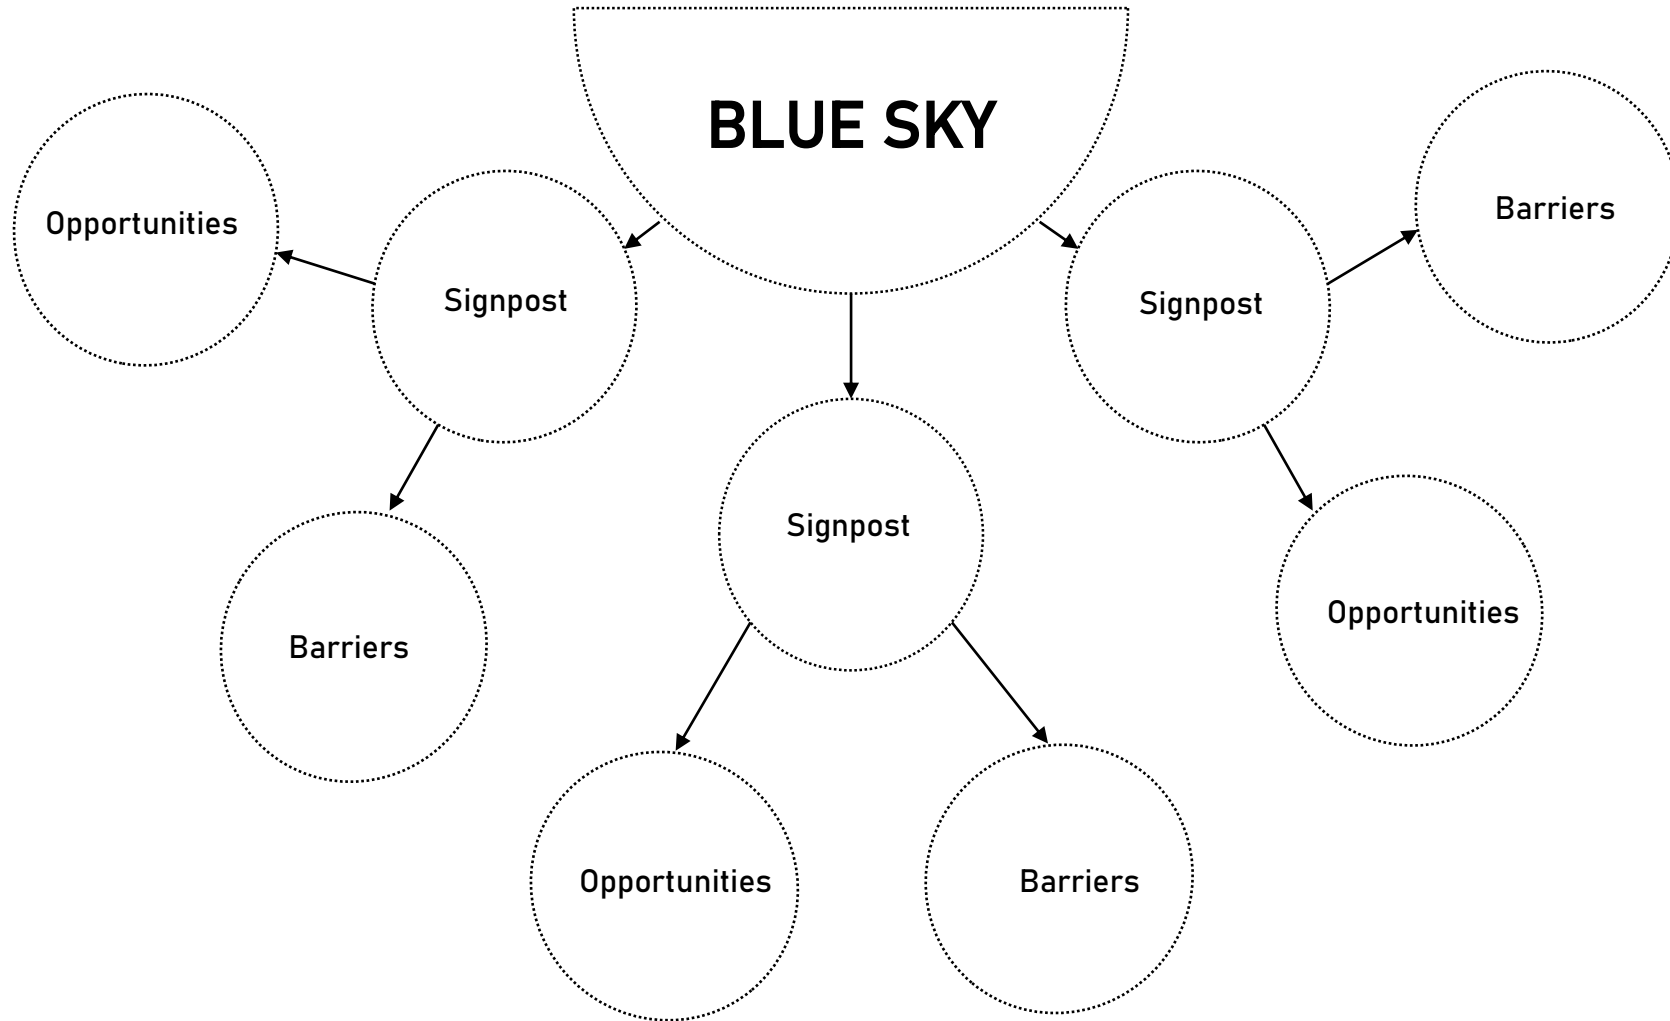 BLUE SKY
Opportunities
Signpost
Signpost
Barriers
Barriers
Signpost
Opportunities
Opportunities
Barriers